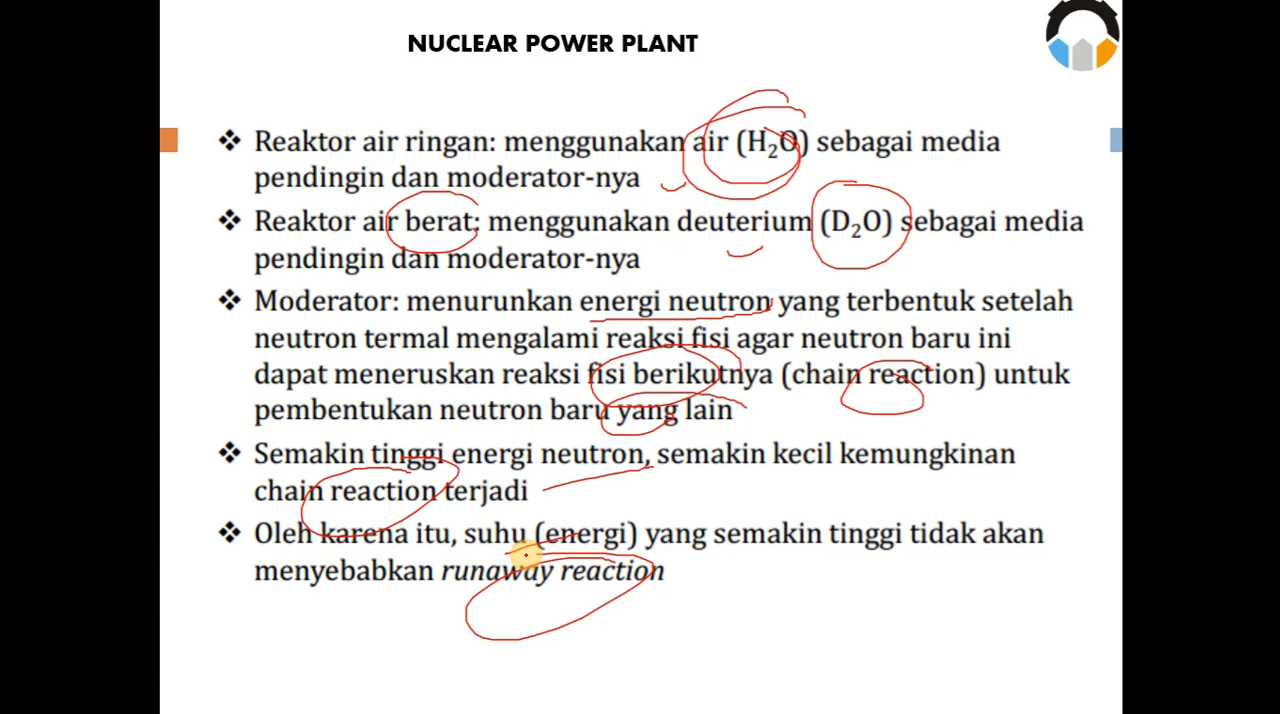 NUCLEAR POWER PLANT
❖ Reaktor air ringan: menggunakan air (H₂O) sebagai media
pendingin dan moderator-nya
❖ Reaktor air berat: menggunakan deuterium (D₂O) sebagai media
pendingin dan moderator-nya
❖ Moderator: menurunkan energi neutron yang terbentuk setelah
neutron termal mengalami reaksi fisi agar neutron baru ini
dapat meneruskan reaksi fisi berikutnya (chain reaction) untuk
pembentukan neutron baru yang lain
❖ Semakin tinggi energi neutron, semakin kecil kemungkinan
chain reaction terjadi
❖ Oleh karena itu, suhu (energi) yang semakin tinggi tidak akan
menyebabkan runaway reaction